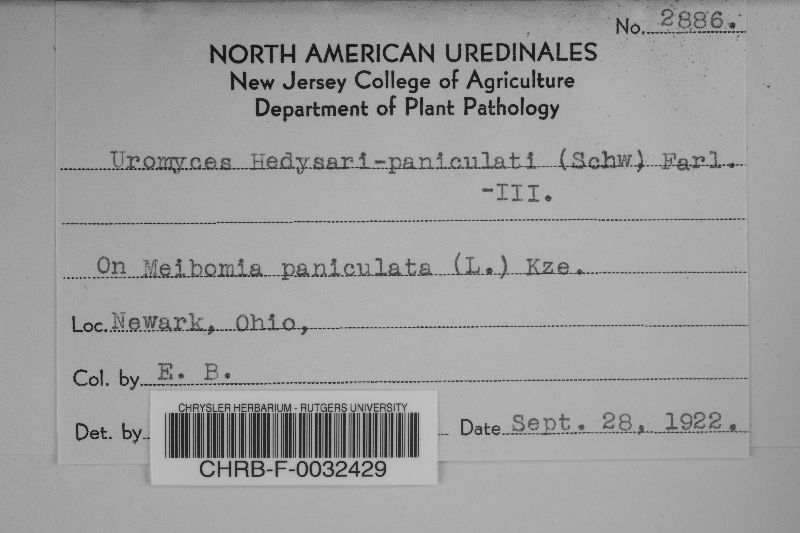 No. 2886.
NORTH AMERICAN UREDINALES
New Jersey College of Agriculture
Department of Plant Pathology
Uromyces Hedysari-paniculati (Schw.) Farl.
-III.
On Meibomia paniculata (L.) Kze.
Loc. Newark, Ohio,
Col. by E. B.
Det. by Date Sept. 28, 1922.
CHRYSLER HERBARIUM - RUTGERS UNIVERSITY
CHRB-F-0032429